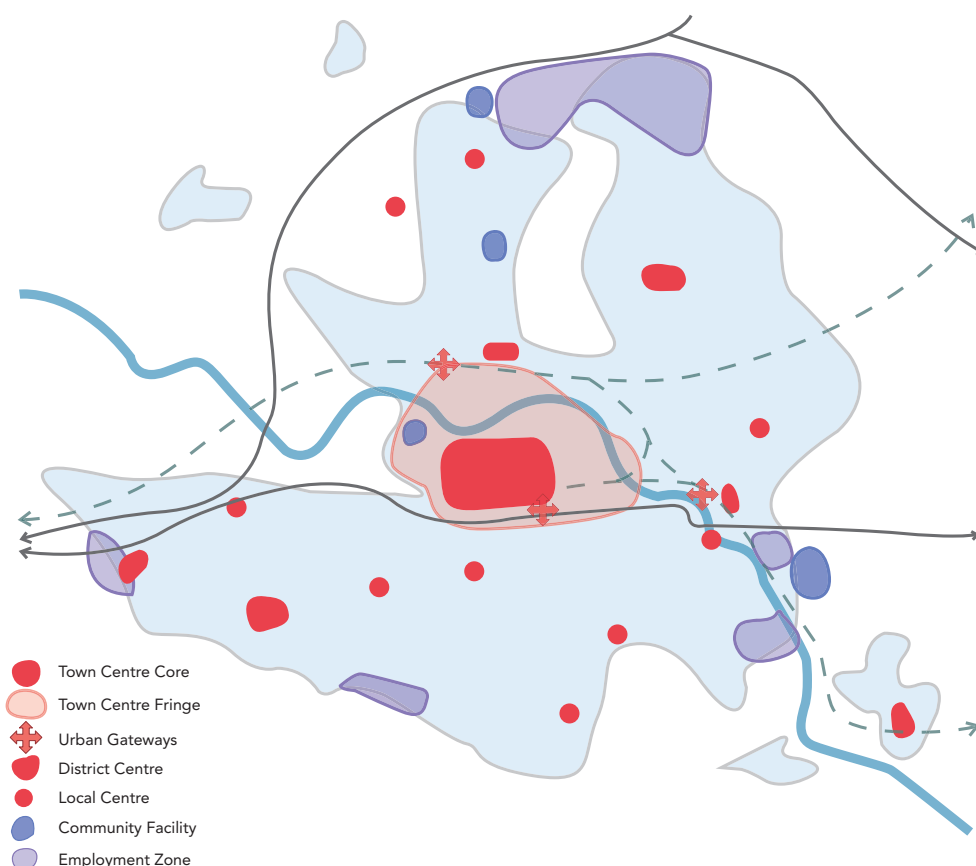 Town Centre Core
Town Centre Fringe
Urban Gateways
District Centre
Local Centre
Community Facility
Employment Zone